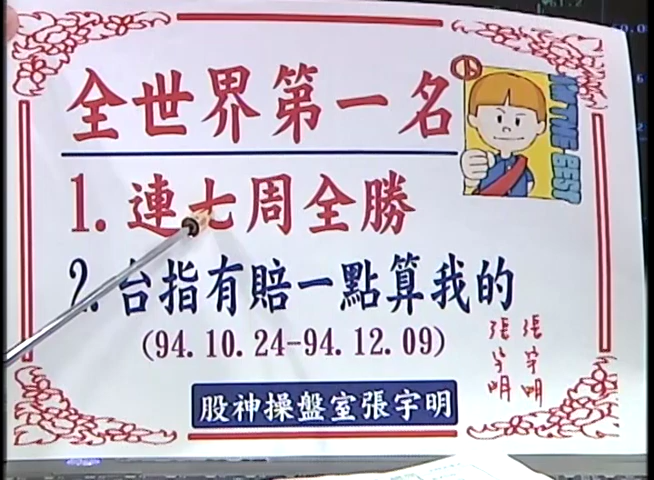 全世界第一名
I'M THE BEST
1.連七周全勝
2.台指有賠一點算我的
(94.10.24-94.12.09)
張宇明
張宇明
股神操盤室張宇明